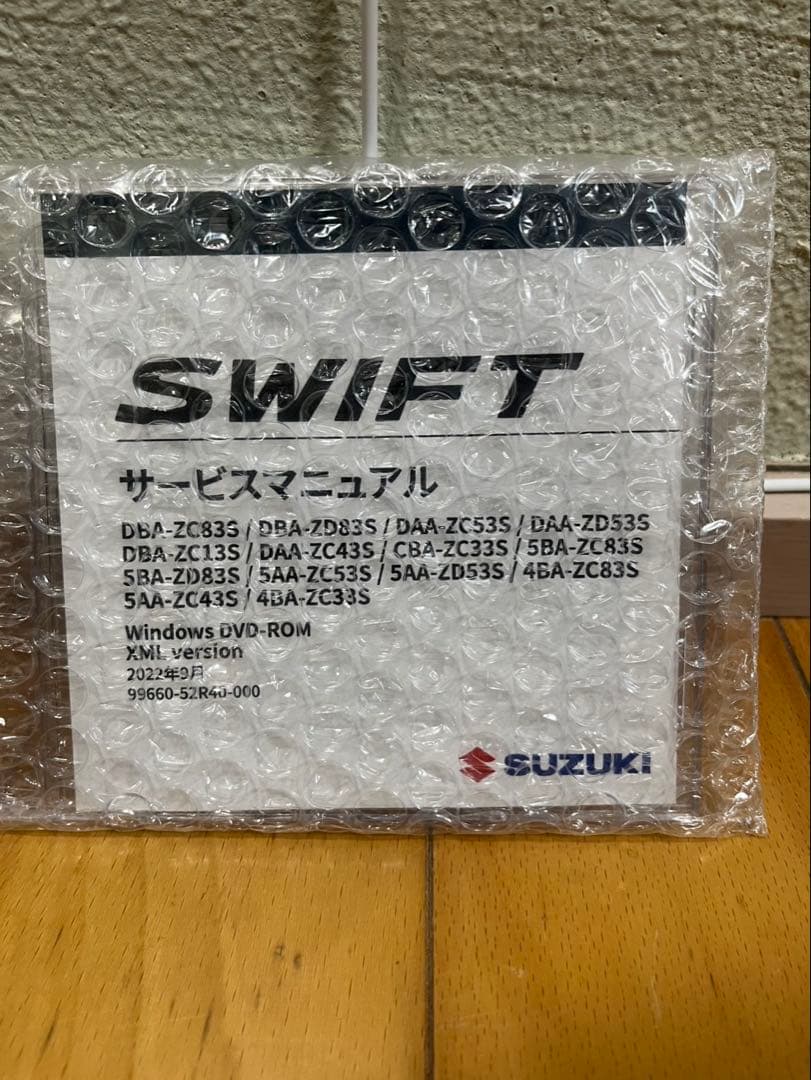 SWIFT
サービスマニュアル
DBA-ZC83S / DBA-ZD83S / DAA-ZC53S / DAA-ZD53S
DBA-ZC13S / DAA-ZC43S / CBA-ZC33S / 5BA-ZC83S
5BA-ZD83S / 5AA-ZC53S / 5AA-ZD53S / 4BA-ZC83S
5AA-ZC43S / 4BA-ZC33S
Windows DVD-ROM
XML version
2022年9月
99660-52R40-000
SUZUKI